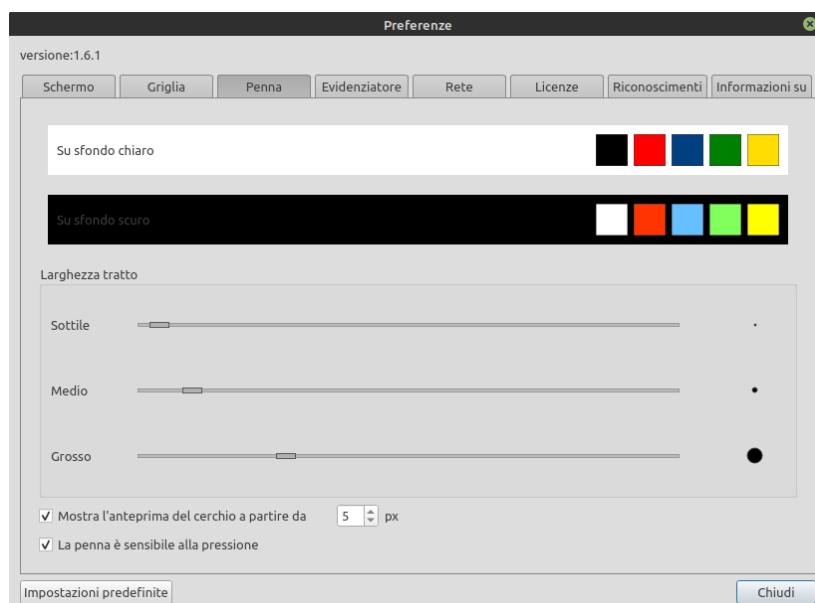 Preferenze
versione:1.6.1
Schermo Griglia Penna Evidenziatore Rete Licenze Riconoscimenti Informazioni su
Su sfondo chiaro
Su sfondo scuro
Larghezza tratto
Sottile
Medio
Grosso
Mostra l'anteprima del cerchio a partire da 5 px
La penna è sensibile alla pressione
Impostazioni predefinite Chiudi